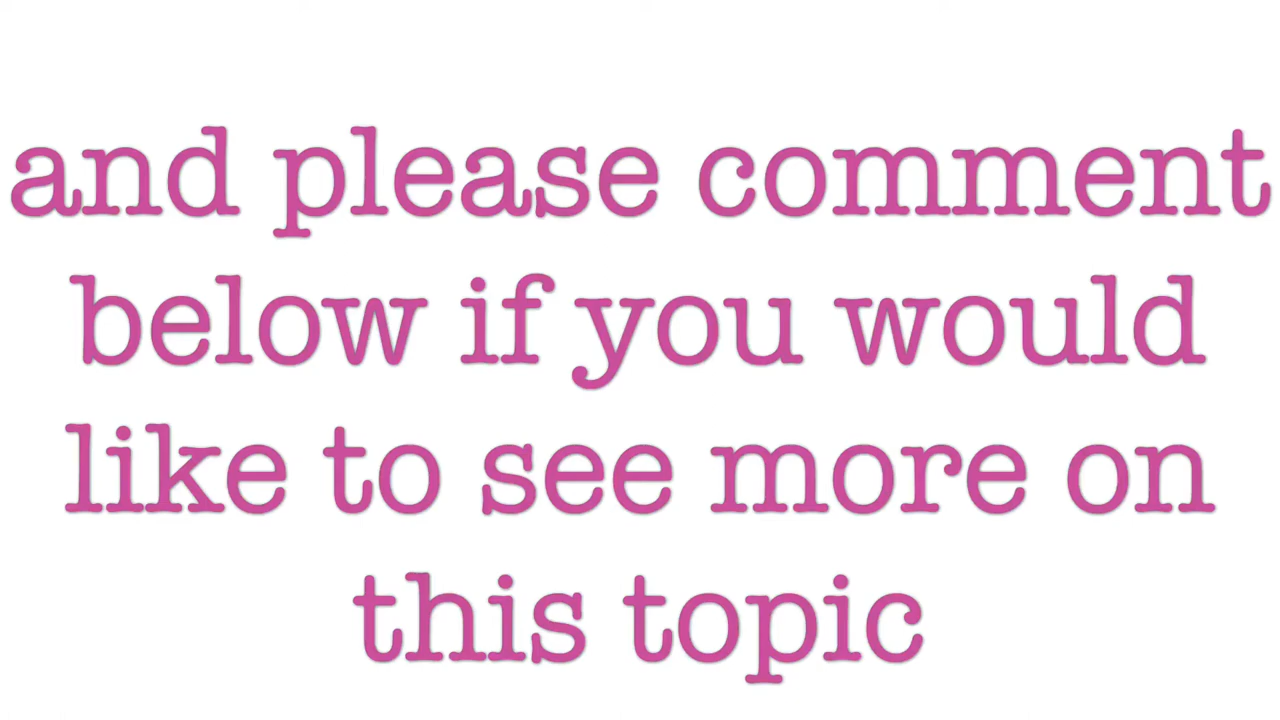 and please comment
below if you would
like to see more on
this topic